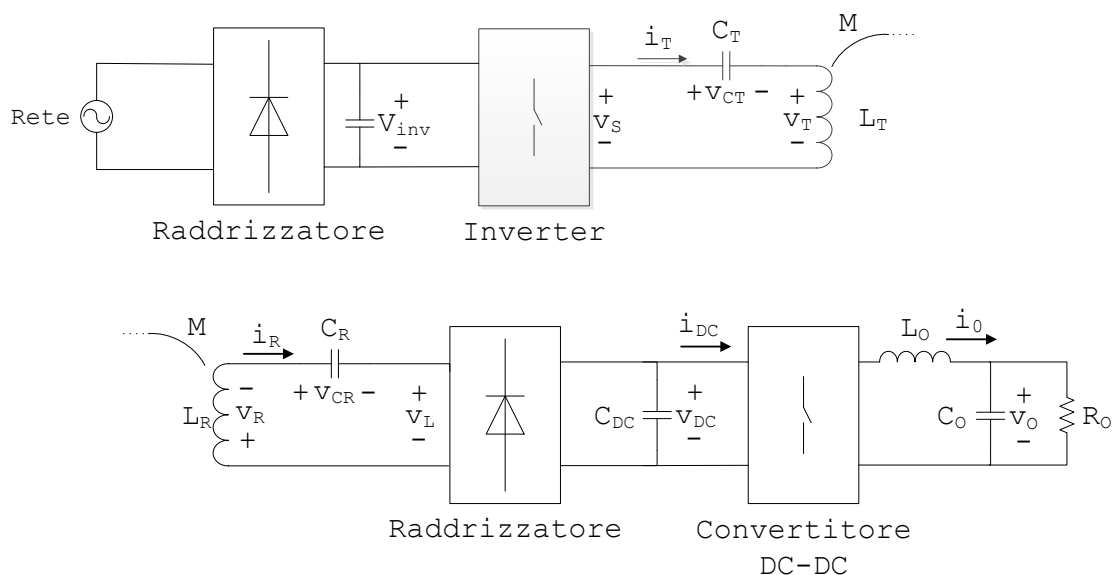 M
C_T
i_T
Rete
+
V_inv
−
+
v_S
−
+ v_CT −
+
v_T
−
L_T
Raddrizzatore
Inverter
M
i_R
C_R
i_DC
L_O
i_0
L_R
−
v_R
+
+ v_CR −
+
v_L
−
C_DC
+
v_DC
−
C_O
+
v_O
−
R_O
Raddrizzatore
Convertitore
DC-DC